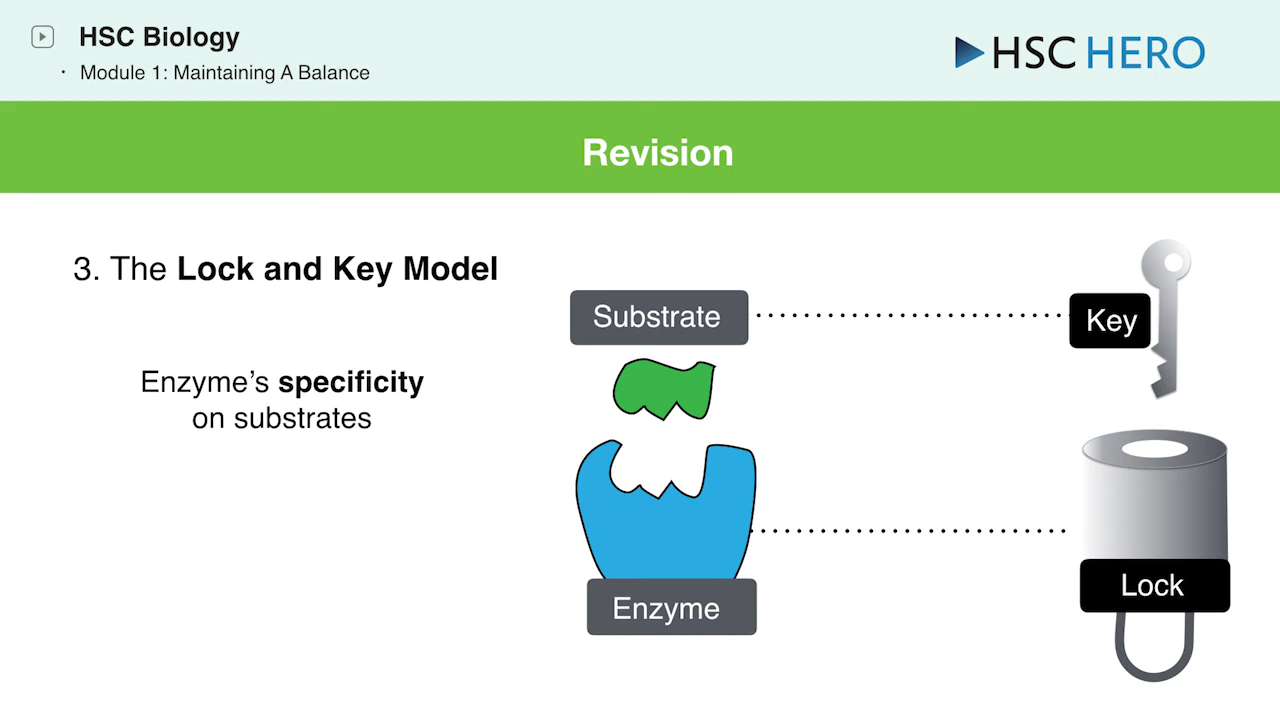 HSC Biology
· Module 1: Maintaining A Balance
HSC HERO
Revision
3. The Lock and Key Model
Enzyme’s specificity
on substrates
Substrate
Key
Enzyme
Lock